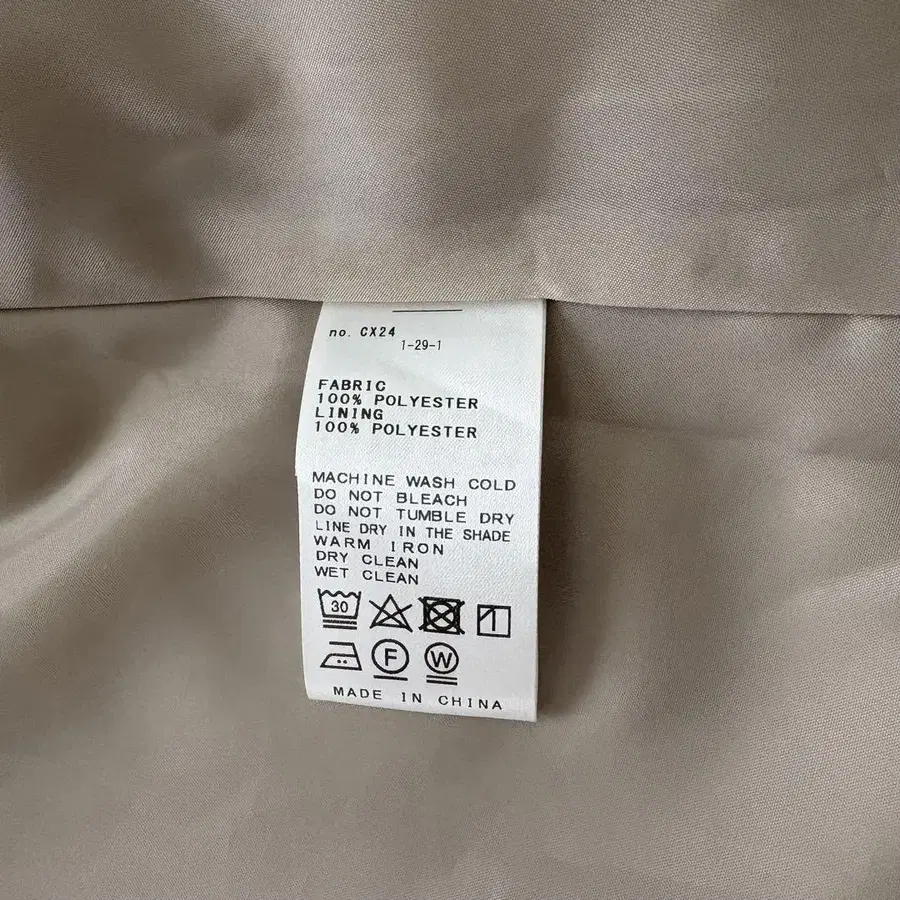 no. CX24
1-29-1
FABRIC
100% POLYESTER
LINING
100% POLYESTER
MACHINE WASH COLD
DO NOT BLEACH
DO NOT TUMBLE DRY
LINE DRY IN THE SHADE
WARM IRON
DRY CLEAN
WET CLEAN
30
F W
MADE IN CHINA